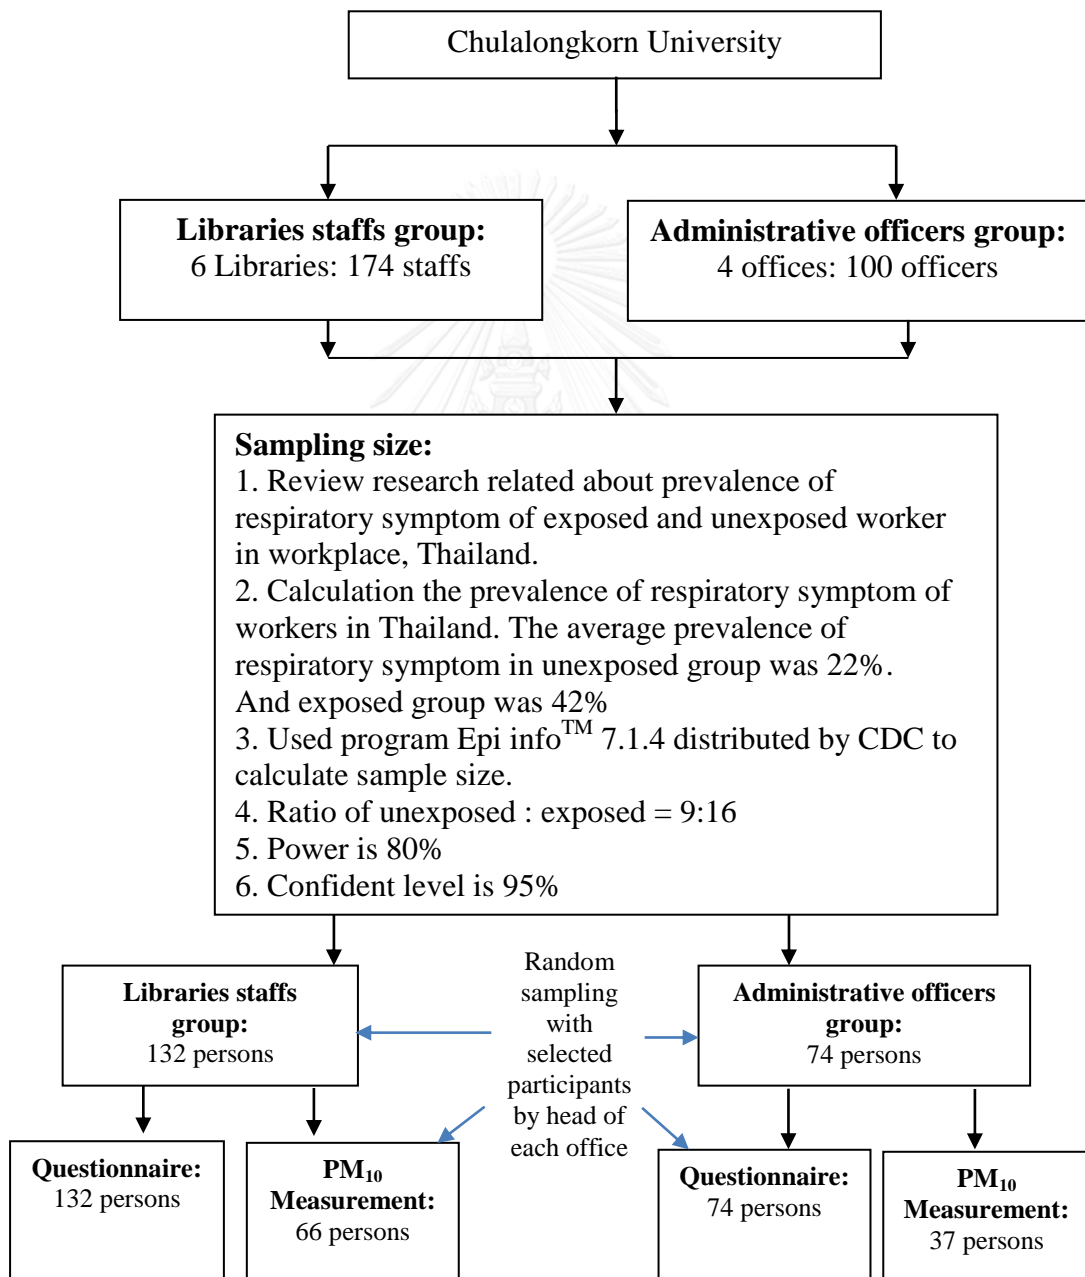 Chulalongkorn University
Libraries staffs group:
6 Libraries: 174 staffs
Administrative officers group:
4 offices: 100 officers
Sampling size:
1. Review research related about prevalence of
respiratory symptom of exposed and unexposed worker
in workplace, Thailand.
2. Calculation the prevalence of respiratory symptom of
workers in Thailand. The average prevalence of
respiratory symptom in unexposed group was 22%.
And exposed group was 42%
3. Used program Epi info™ 7.1.4 distributed by CDC to
calculate sample size.
4. Ratio of unexposed : exposed = 9:16
5. Power is 80%
6. Confident level is 95%
Libraries staffs
group:
132 persons
Random
sampling
with
selected
participants
by head of
each office
Administrative officers
group:
74 persons
Questionnaire:
132 persons
PM₁₀
Measurement:
66 persons
Questionnaire:
74 persons
PM₁₀
Measurement:
37 persons